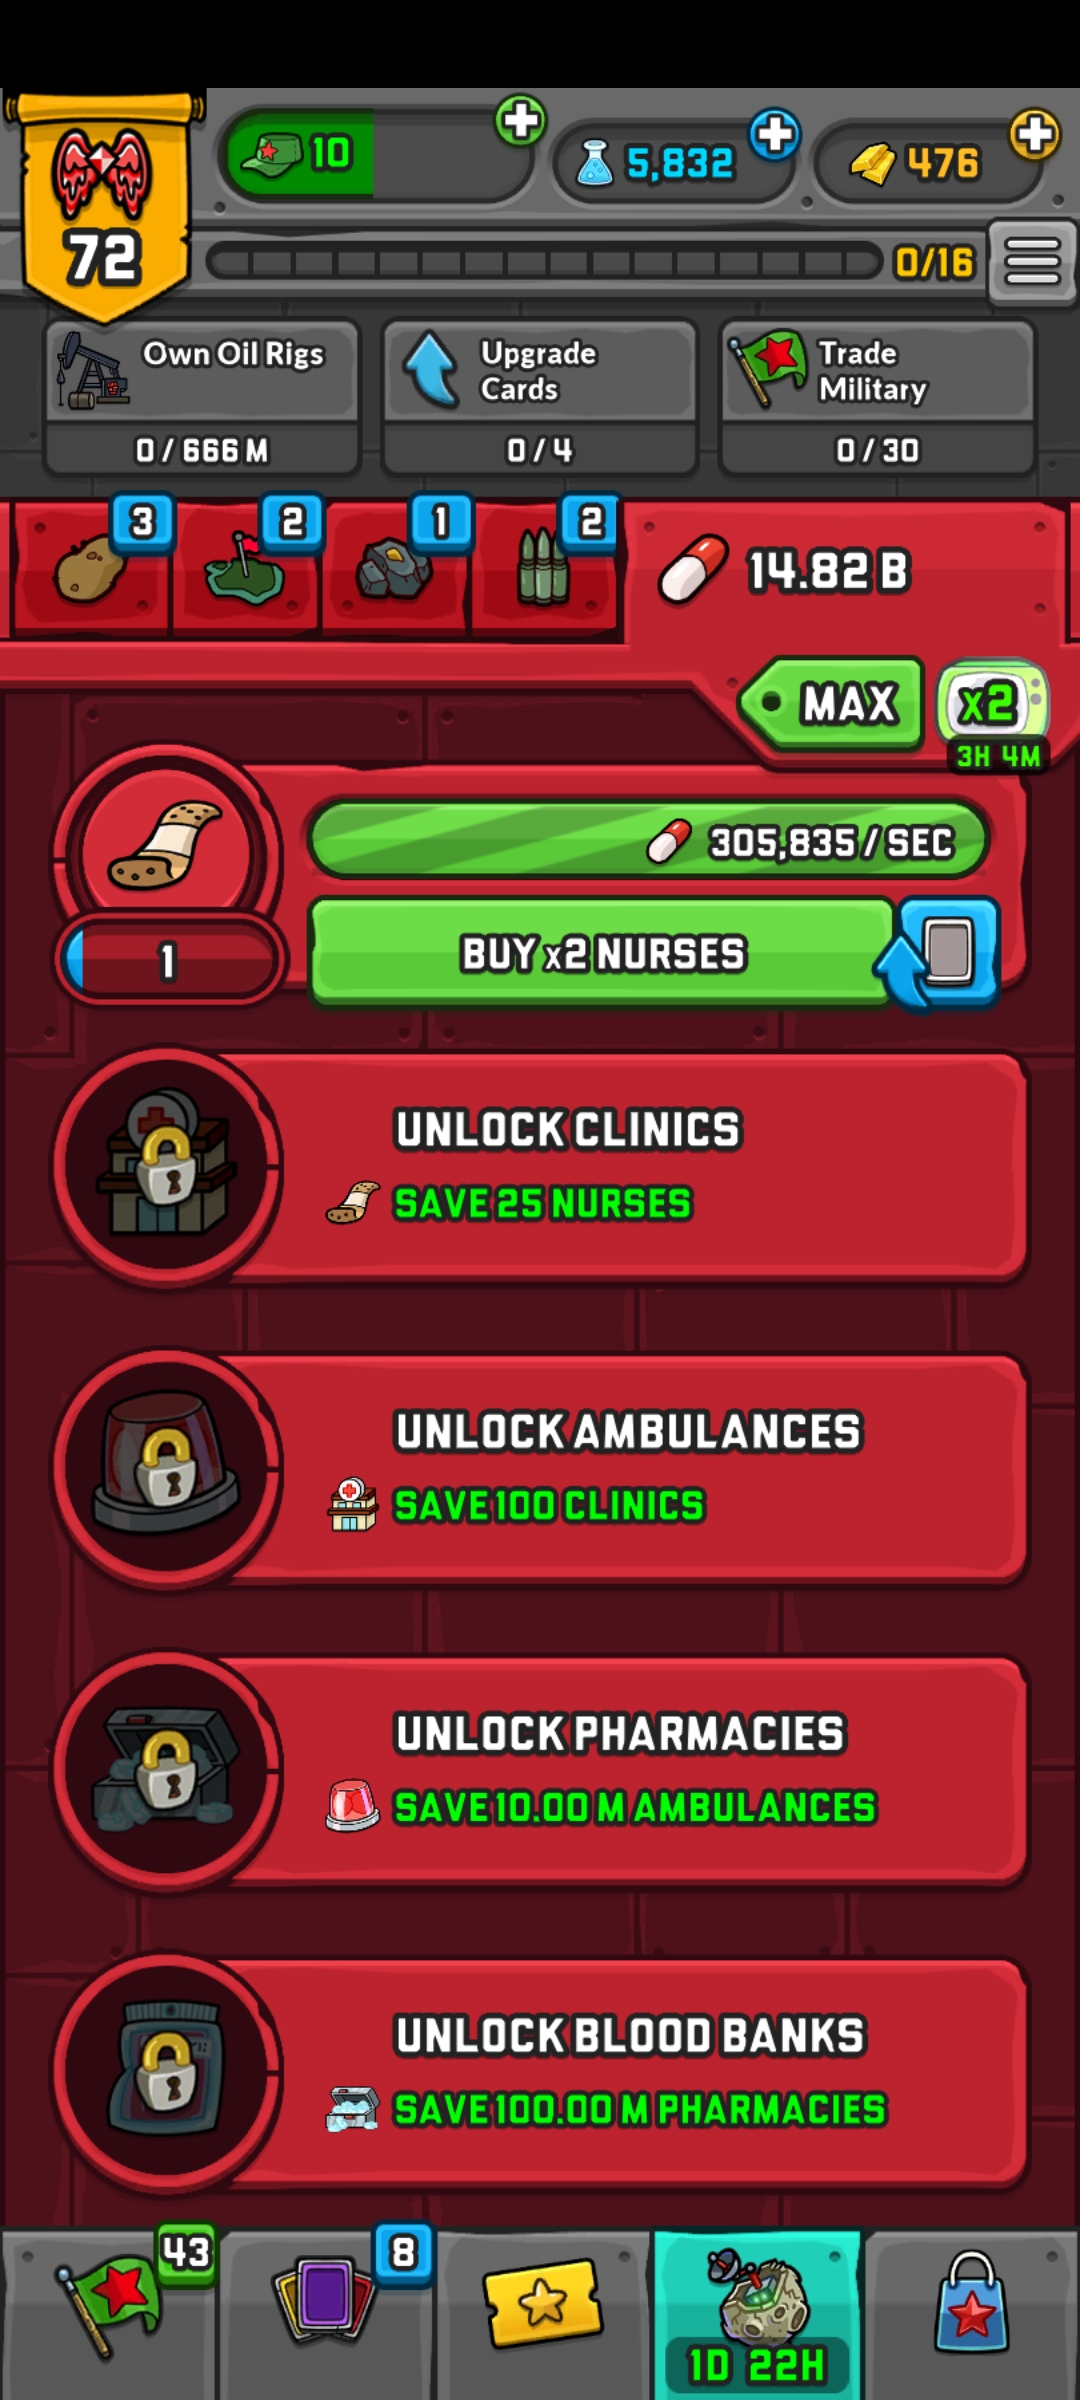 10
5,832
476
72
0/16
Own Oil Rigs
0 / 666 M
Upgrade
Cards
0 / 4
Trade
Military
0 / 30
3
2
1
2
14.82 B
MAX
x2
3H 4M
305,835 / SEC
1
BUY x2 NURSES
UNLOCK CLINICS
SAVE 25 NURSES
UNLOCK AMBULANCES
SAVE 100 CLINICS
UNLOCK PHARMACIES
SAVE 10.00 M AMBULANCES
UNLOCK BLOOD BANKS
SAVE 100.00 M PHARMACIES
43
8
1D 22H